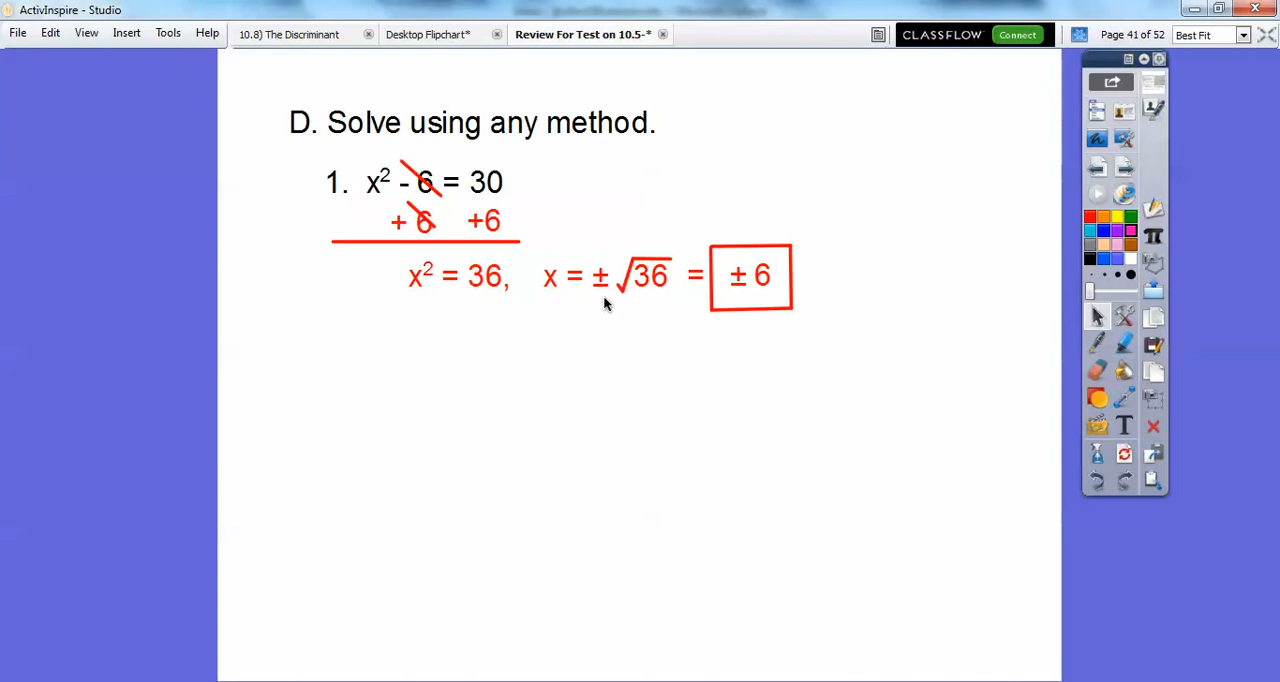 ActivInspire - Studio
File Edit View Insert Tools Help
10.8) The Discriminant
Desktop Flipchart*
Review For Test on 10.5-*
CLASSFLOW Connect
Page 41 of 52
Best Fit
D. Solve using any method.
1. x² - 6 = 30
+ 6 +6
x² = 36, x = ± √36 = ± 6